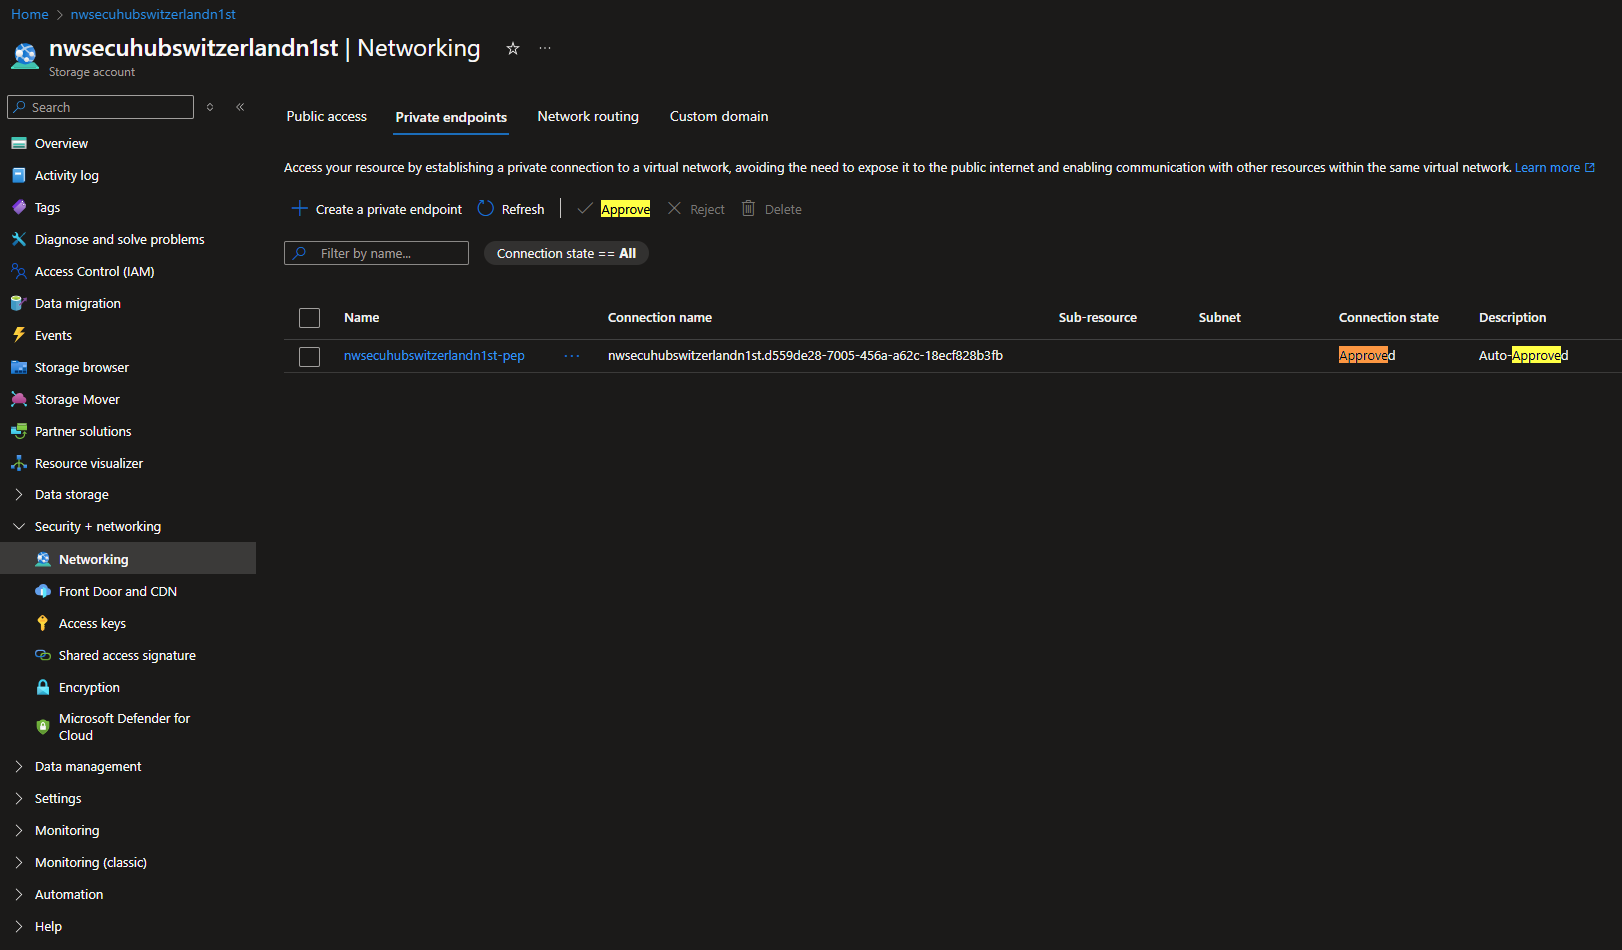 Home > nwsecuhubswitzerlandn1st
nwsecuhubswitzerlandn1st | Networking
Storage account
Search
Overview
Activity log
Tags
Diagnose and solve problems
Access Control (IAM)
Data migration
Events
Storage browser
Storage Mover
Partner solutions
Resource visualizer
Data storage
Security + networking
Networking
Front Door and CDN
Access keys
Shared access signature
Encryption
Microsoft Defender for
Cloud
Data management
Settings
Monitoring
Monitoring (classic)
Automation
Help
Public access Private endpoints Network routing Custom domain
Access your resource by establishing a private connection to a virtual network, avoiding the need to expose it to the public internet and enabling communication with other resources within the same virtual network. Learn more
Create a private endpoint Refresh Approve Reject Delete
Filter by name... Connection state == All
Name Connection name Sub-resource Subnet Connection state Description
nwsecuhubswitzerlandn1st-pep ... nwsecuhubswitzerlandn1st.d559de28-7005-456a-a62c-18ecf828b3fb Approved Auto-Approved